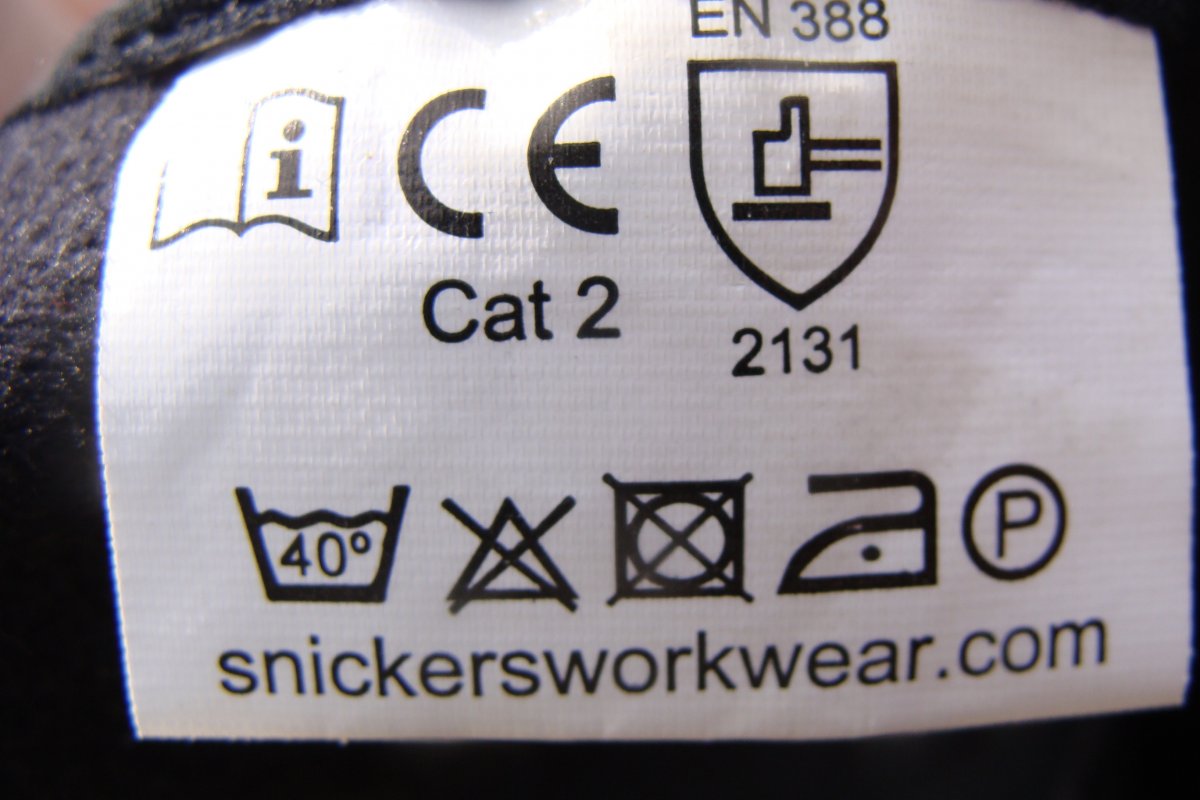 EN 388
i CE
Cat 2
2131
40° P
snickersworkwear.com